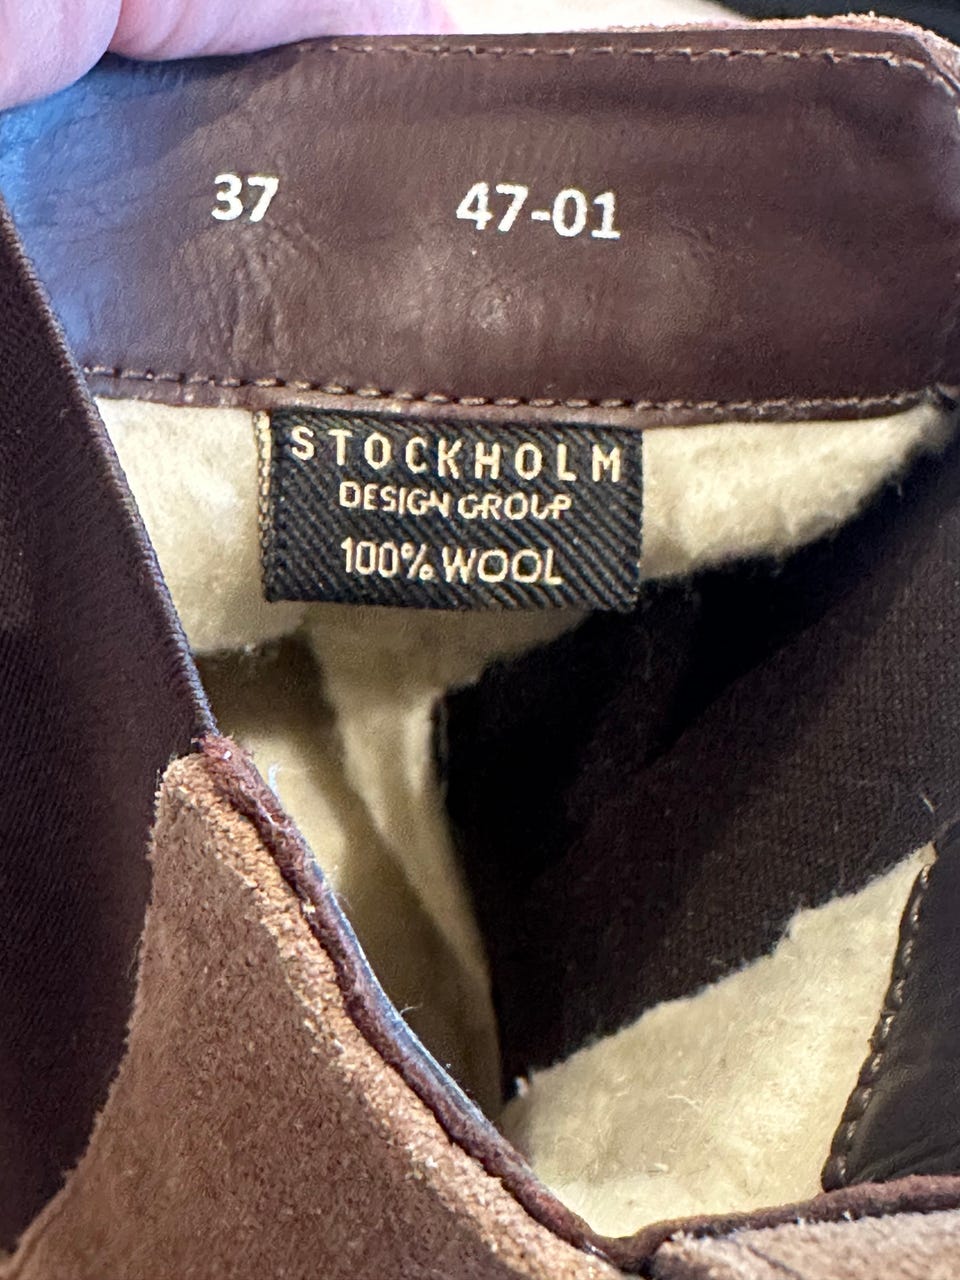 37 47-01
STOCKHOLM
DESIGN GROUP
100% WOOL